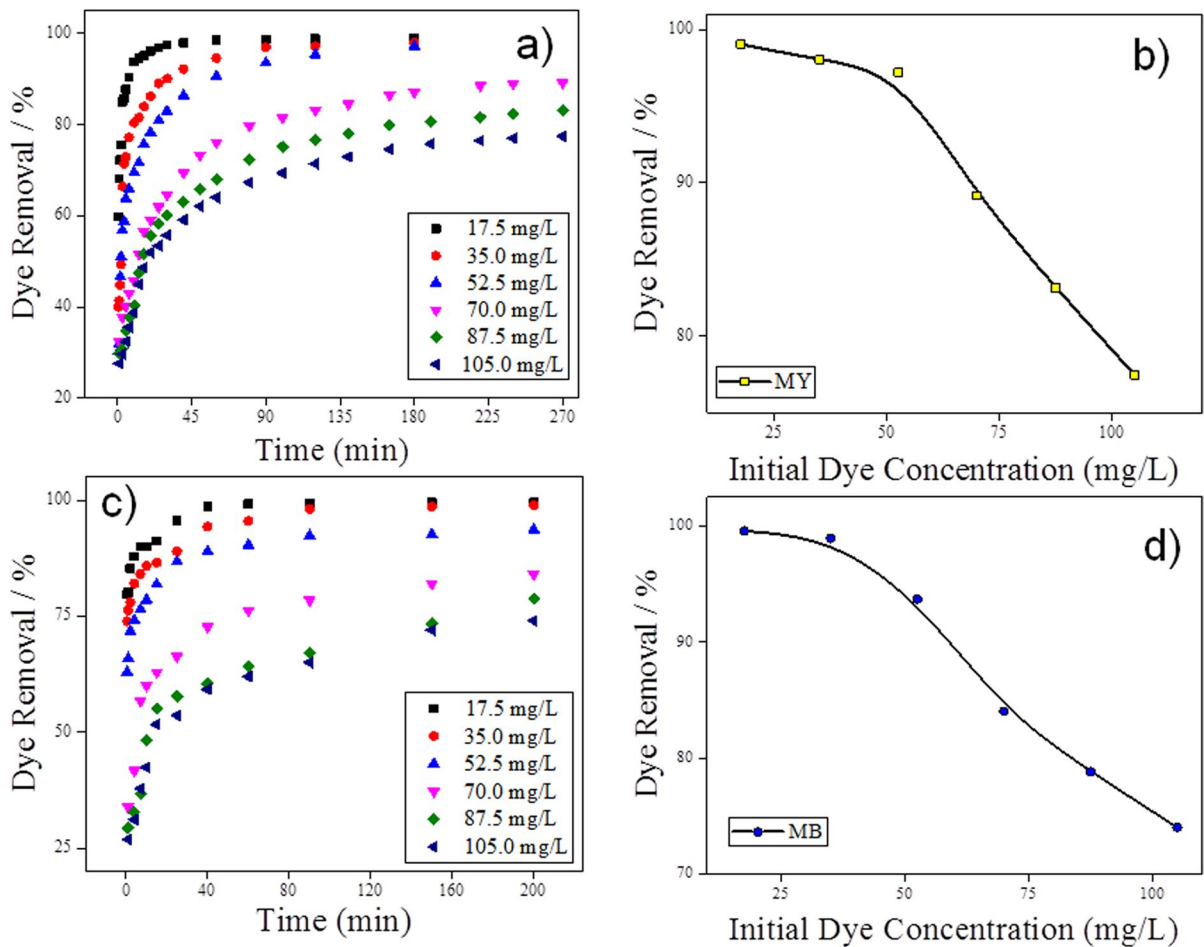 a)
Dye Removal / %
100
80
60
40
20
17.5 mg/L
35.0 mg/L
52.5 mg/L
70.0 mg/L
87.5 mg/L
105.0 mg/L
0 45 90 135 180 225 270
Time (min)
b)
Dye Removal / %
100
90
80
MY
25 50 75 100
Initial Dye Concentration (mg/L)
c)
Dye Removal / %
100
75
50
25
17.5 mg/L
35.0 mg/L
52.5 mg/L
70.0 mg/L
87.5 mg/L
105.0 mg/L
0 40 80 120 160 200
Time (min)
d)
Dye Removal / %
100
90
80
70
MB
25 50 75 100
Initial Dye Concentration (mg/L)